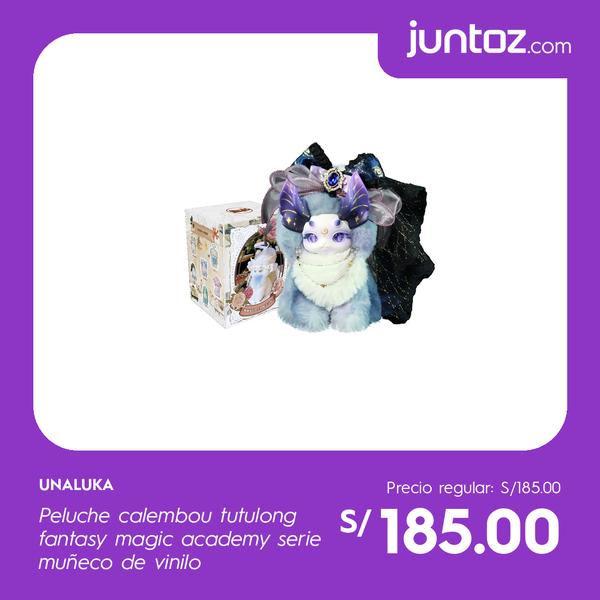 juntoz.com
UNALUKA
Peluche calembou tutulong
fantasy magic academy serie
muñeco de vinilo
Precio regular: S/185.00
S/185.00